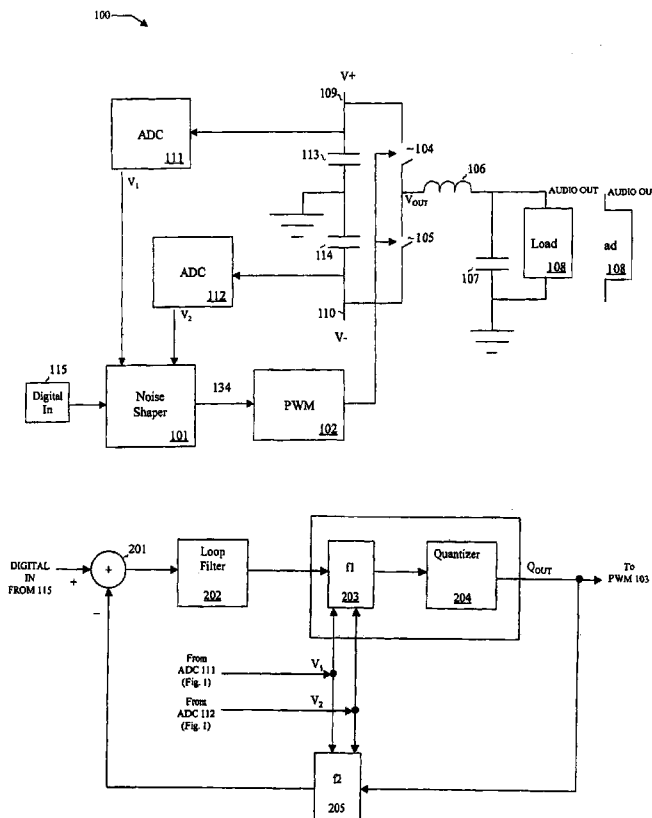 100
V+
109
ADC
111
V1
113
104
106
VOUT
AUDIO OUT
AUDIO OU
105
114
ADC
112
V2
107
Load
108
ad
108
110
V-
115
Digital
In
Noise
Shaper
101
134
PWM
102
201
DIGITAL
IN
FROM 115
+
+
−
Loop
Filter
202
f1
203
Quantizer
204
QOUT
To
PWM 103
From
ADC 111
(Fig. 1)
V1
From
ADC 112
(Fig. 1)
V2
f2
205